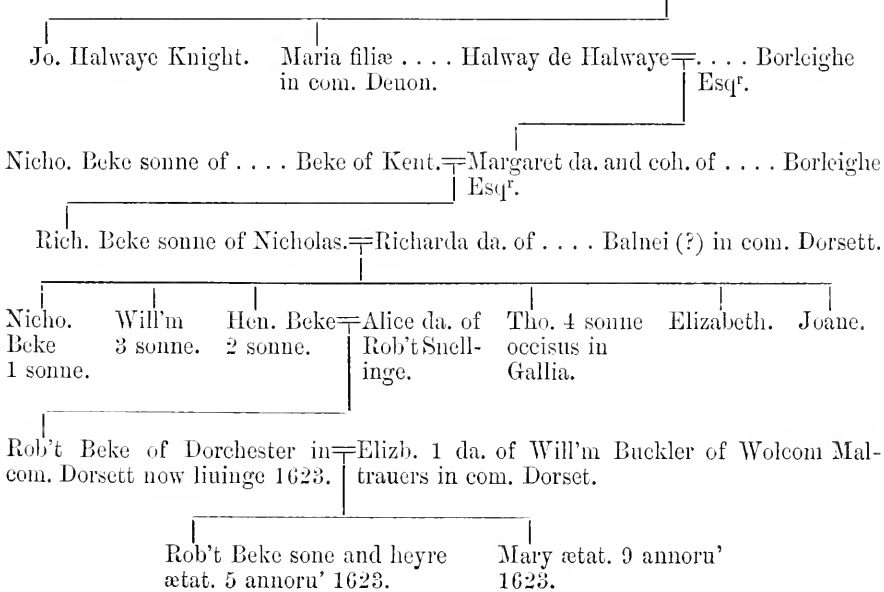 Jo. Halwaye Knight. Maria filiæ . . . . Halway de Halwaye . . . . Borleighe
in com. Deuon. Esqʳ.
Nicho. Beke sonne of . . . . Beke of Kent. Margaret da. and coh. of . . . . Borleighe
Esqʳ.
Rich. Beke sonne of Nicholas. Richarda da. of . . . . Balnei (?) in com. Dorsett.
Nicho. Will'm Hen. Beke Alice da. of Tho. 4 sonne Elizabeth. Joane.
Beke 3 sonne. 2 sonne. Rob't Snell- occisus in
1 sonne. inge. Gallia.
Rob't Beke of Dorchester in Elizb. 1 da. of Will'm Buckler of Wolcom Mal-
com. Dorsett now liuinge 1623. trauers in com. Dorset.
Rob't Beke sone and heyre Mary ætat. 9 annoru'
ætat. 5 annoru' 1623. 1623.